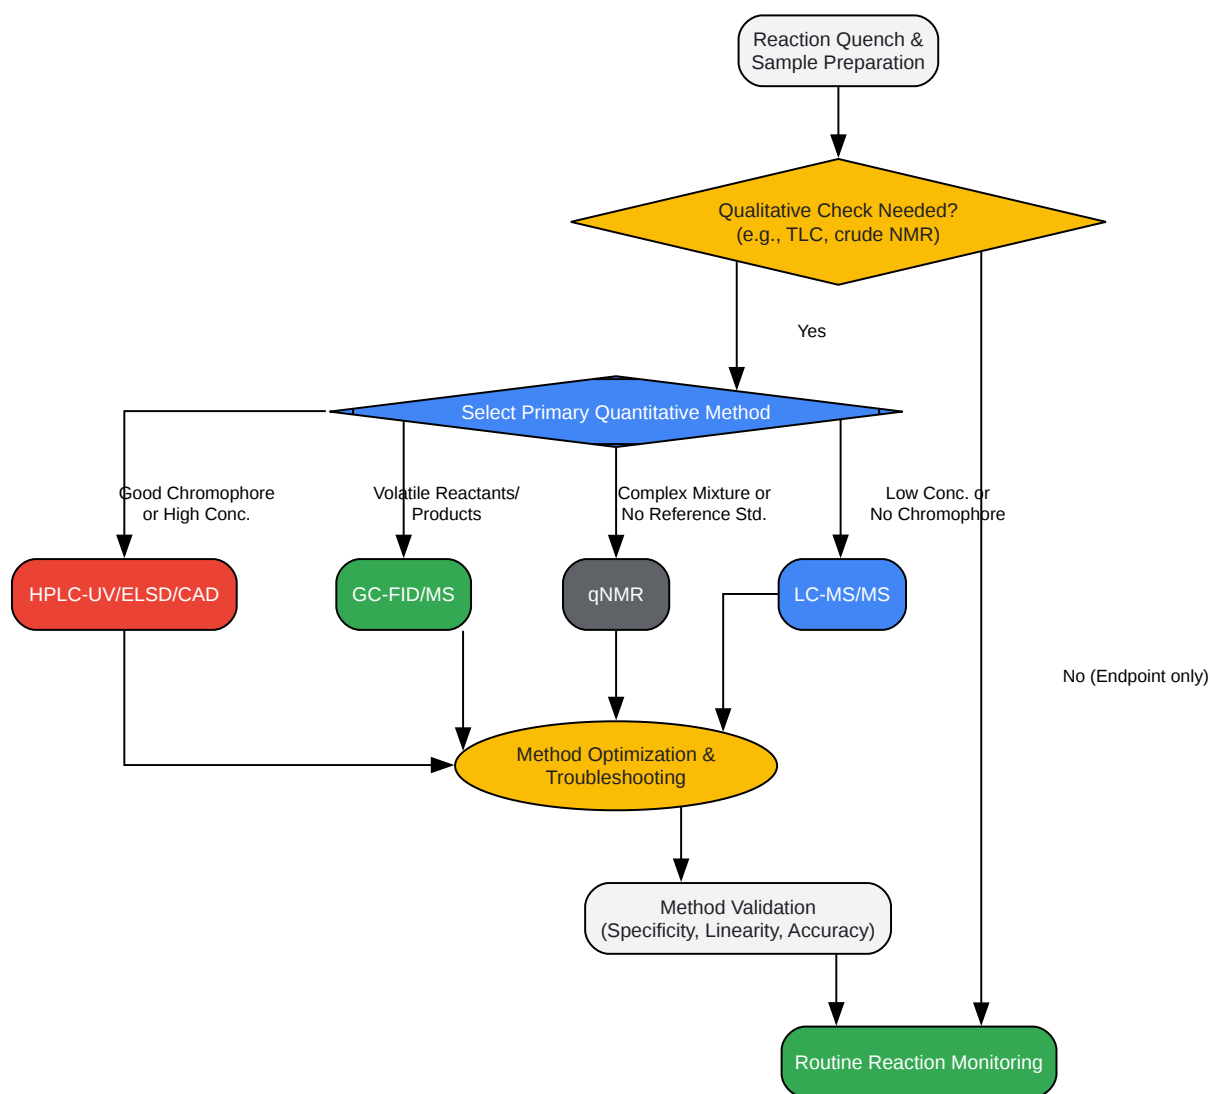 Reaction Quench &
Sample Preparation
Qualitative Check Needed?
(e.g., TLC, crude NMR)
Yes
Select Primary Quantitative Method
Good Chromophore
or High Conc.
Volatile Reactants/
Products
Complex Mixture or
No Reference Std.
Low Conc. or
No Chromophore
HPLC-UV/ELSD/CAD
GC-FID/MS
qNMR
LC-MS/MS
No (Endpoint only)
Method Optimization &
Troubleshooting
Method Validation
(Specificity, Linearity, Accuracy)
Routine Reaction Monitoring